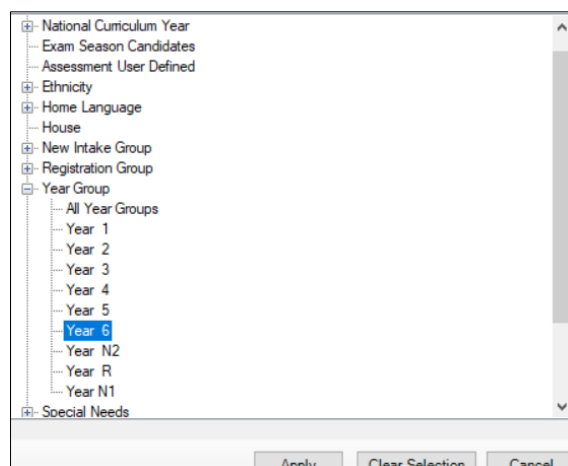 National Curriculum Year
Exam Season Candidates
Assessment User Defined
Ethnicity
Home Language
House
New Intake Group
Registration Group
Year Group
All Year Groups
Year 1
Year 2
Year 3
Year 4
Year 5
Year 6
Year N2
Year R
Year N1
Special Needs
Apply Clear Selection Cancel